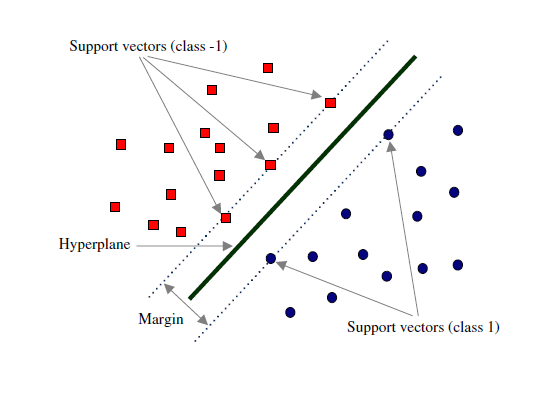 Support vectors (class -1)
Hyperplane
Margin
Support vectors (class 1)